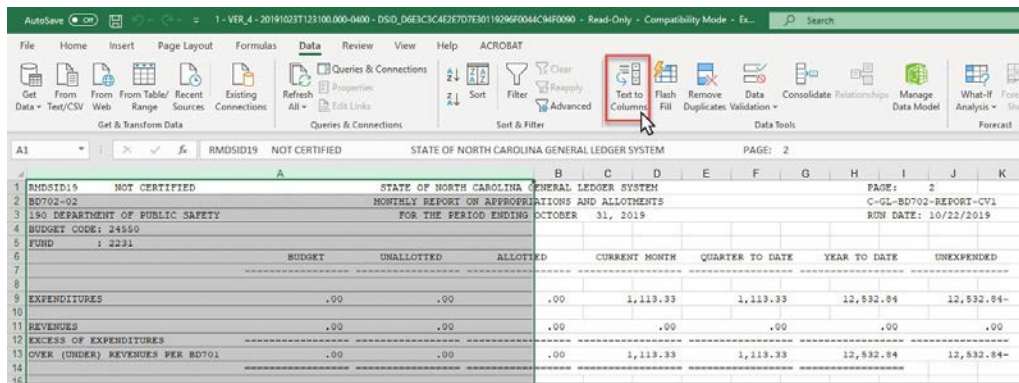 AutoSave Off 1 - VER_4 - 20191023T123100.000-0400 - DSID_D6E3C3C4E2E7D7E30119296F0044C94F0090 - Read-Only - Compatibility Mode - Ex... Search
File Home Insert Page Layout Formulas Data Review View Help ACROBAT
Get Data From Text/CSV From Web From Table/ Range Recent Sources Existing Connections
Get & Transform Data
Refresh All Queries & Connections Properties Edit Links
Queries & Connections
Sort Filter Clear Reapply Advanced
Sort & Filter
Text to Columns Flash Fill Remove Duplicates Data Validation Consolidate Relationships Manage Data Model
Data Tools
What-If Analysis
Forecast
A1 fx RMDSID19 NOT CERTIFIED STATE OF NORTH CAROLINA GENERAL LEDGER SYSTEM PAGE: 2
A B C D E F G H I J K
1 RMDSID19 NOT CERTIFIED STATE OF NORTH CAROLINA GENERAL LEDGER SYSTEM PAGE: 2
2 BD702-02 MONTHLY REPORT ON APPROPRIATIONS AND ALLOTMENTS C-GL-BD702-REPORT-CV1
3 190 DEPARTMENT OF PUBLIC SAFETY FOR THE PERIOD ENDING OCTOBER 31, 2019 RUN DATE: 10/22/2019
4 BUDGET CODE: 24550
5 FUND : 2231
6 BUDGET UNALLOTTED ALLOTTED CURRENT MONTH QUARTER TO DATE YEAR TO DATE UNEXPENDED
7
8
9 EXPENDITURES .00 .00 .00 1,113.33 1,113.33 12,532.84 12,532.84-
10
11 REVENUES .00 .00 .00 .00 .00 .00 .00
12 EXCESS OF EXPENDITURES
13 OVER (UNDER) REVENUES PER BD701 .00 .00 .00 1,113.33 1,113.33 12,532.84 12,532.84-
14
15